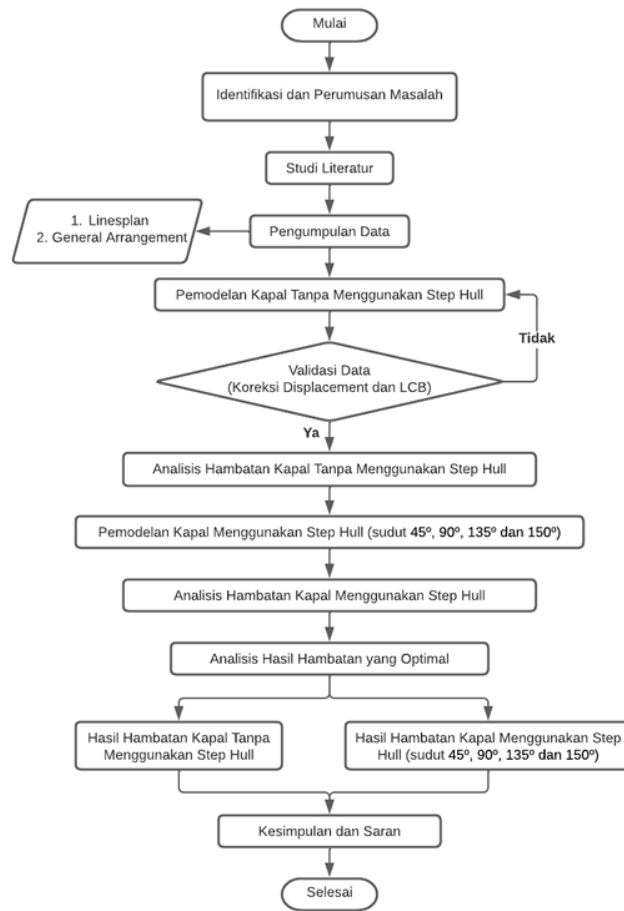 Mulai
Identifikasi dan Perumusan Masalah
Studi Literatur
1. Linesplan
2. General Arrangement
Pengumpulan Data
Pemodelan Kapal Tanpa Menggunakan Step Hull
Tidak
Validasi Data
(Koreksi Displacement dan LCB)
Ya
Analisis Hambatan Kapal Tanpa Menggunakan Step Hull
Pemodelan Kapal Menggunakan Step Hull (sudut 45º, 90º, 135º dan 150º)
Analisis Hambatan Kapal Menggunakan Step Hull
Analisis Hasil Hambatan yang Optimal
Hasil Hambatan Kapal Tanpa
Menggunakan Step Hull
Hasil Hambatan Kapal Menggunakan Step
Hull (sudut 45º, 90º, 135º dan 150º)
Kesimpulan dan Saran
Selesai